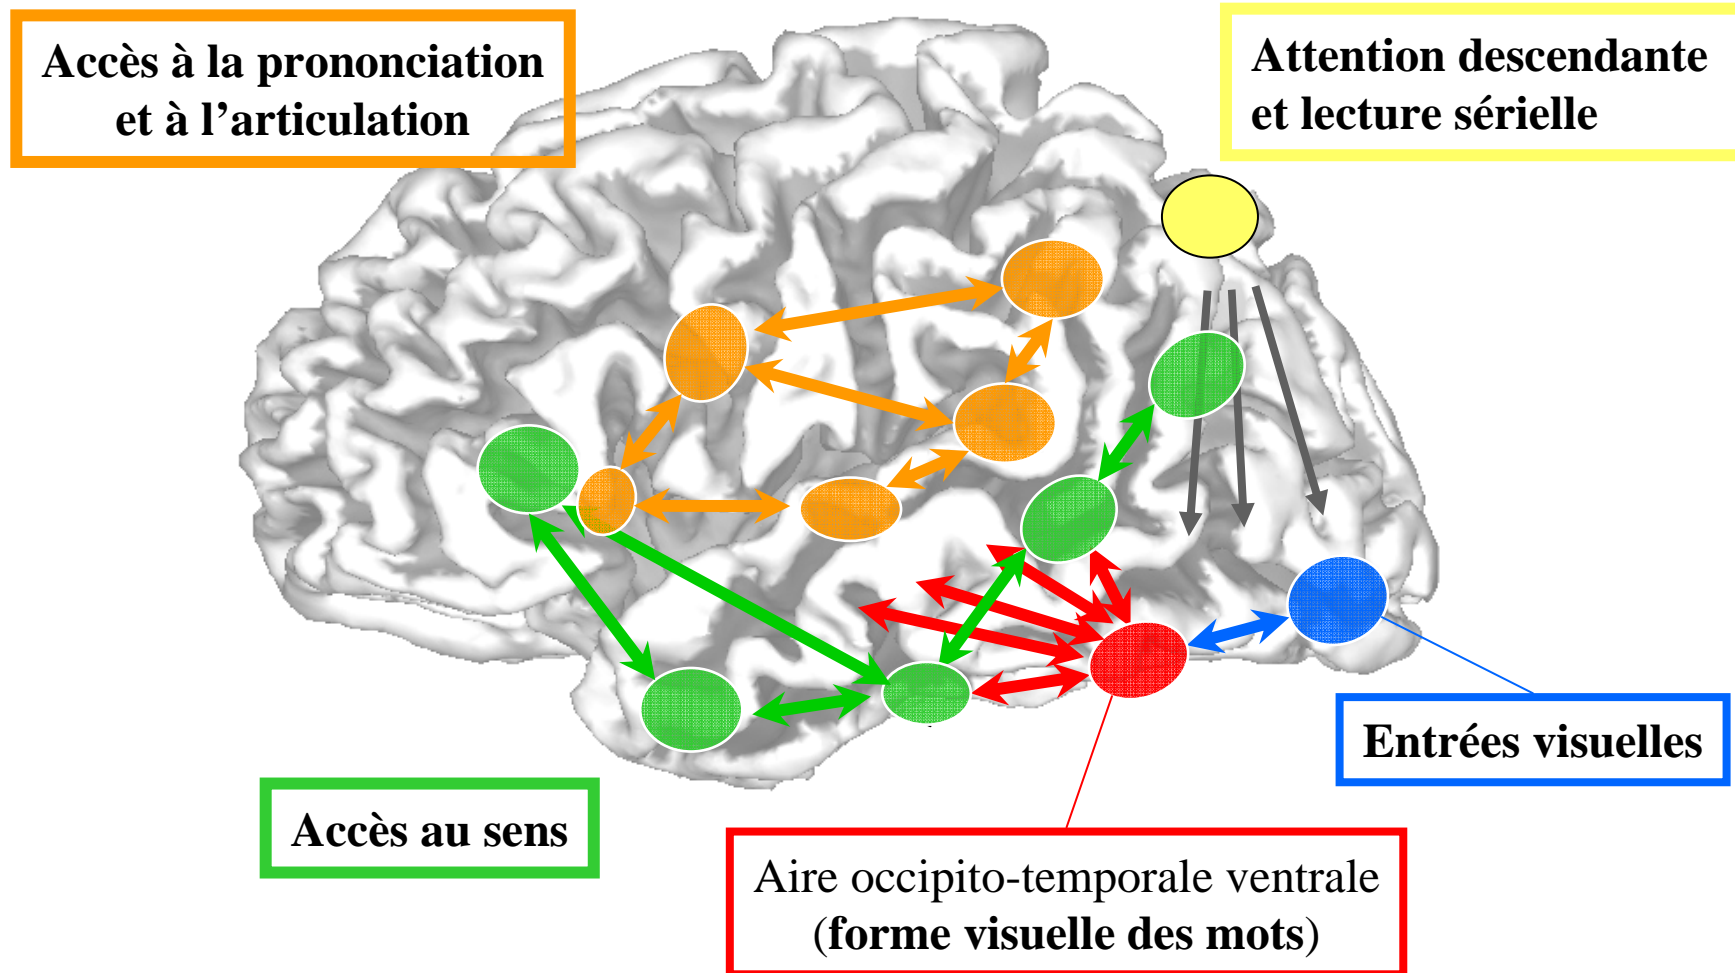 Accès à la prononciation
et à l’articulation
Attention descendante
et lecture sérielle
Entrées visuelles
Accès au sens
Aire occipito-temporale ventrale
(forme visuelle des mots)